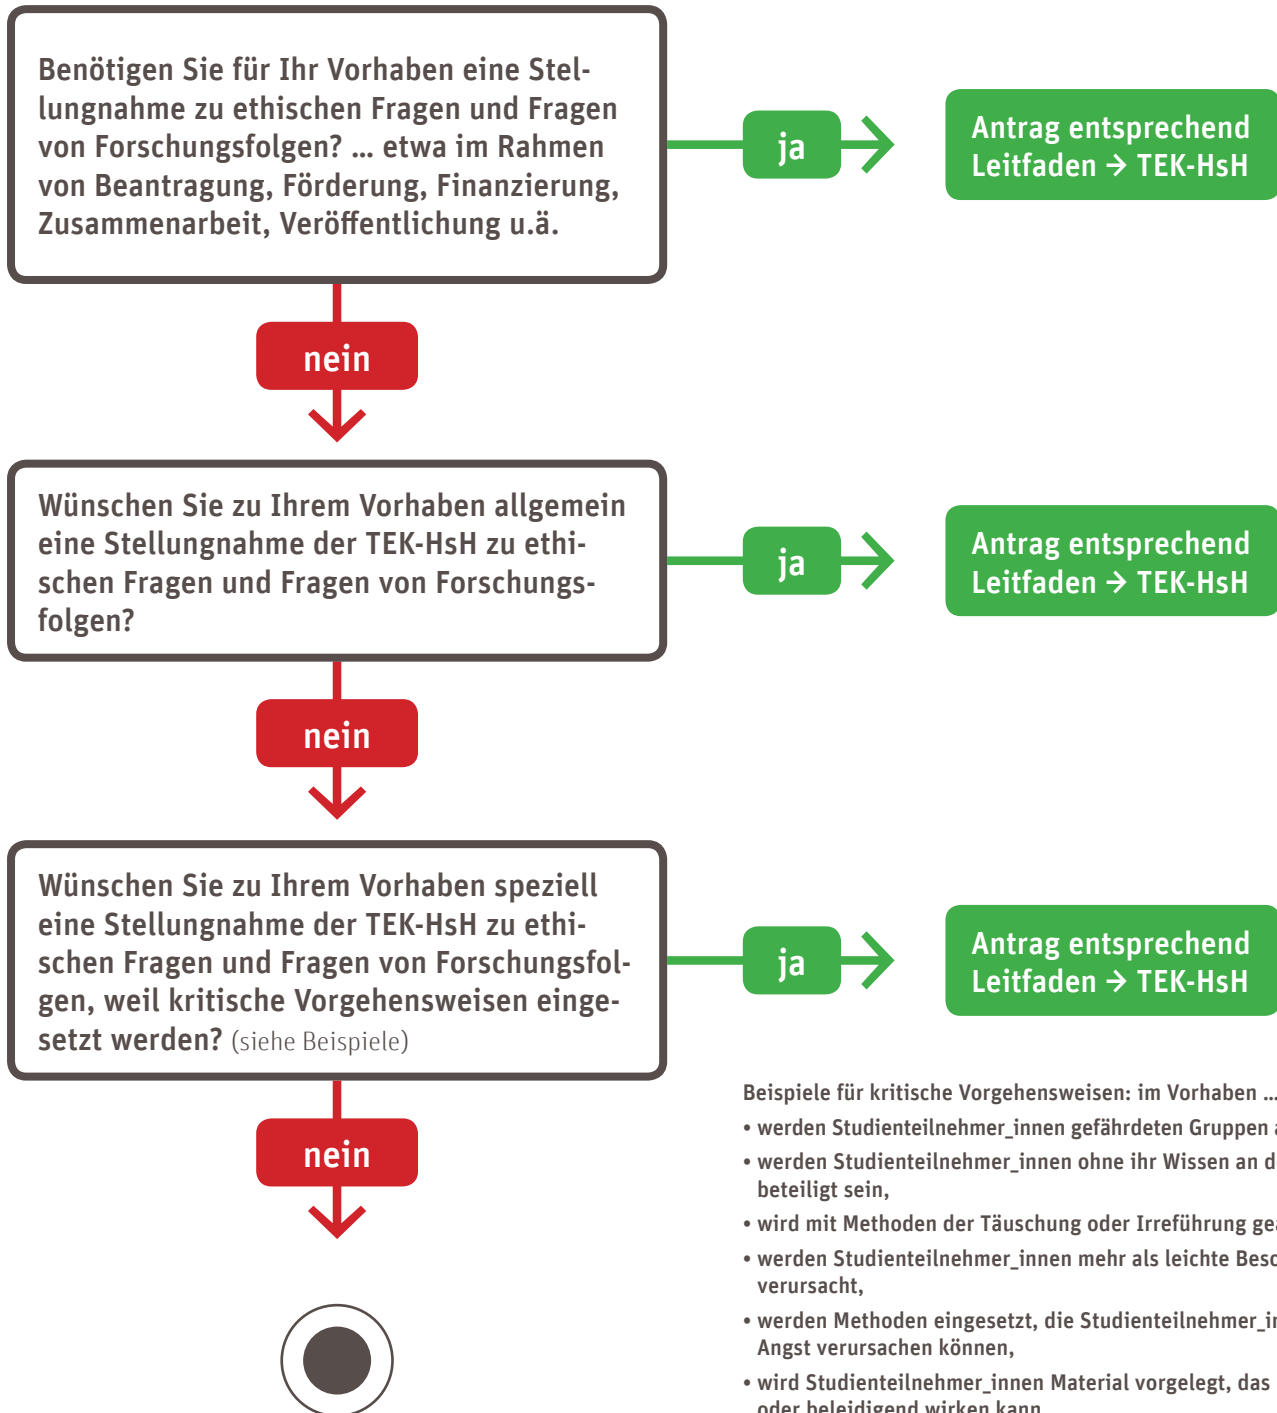 Benötigen Sie für Ihr Vorhaben eine Stel-
lungnahme zu ethischen Fragen und Fragen
von Forschungsfolgen? ... etwa im Rahmen
von Beantragung, Förderung, Finanzierung,
Zusammenarbeit, Veröffentlichung u.ä.
ja
Antrag entsprechend
Leitfaden → TEK-HsH
nein
Wünschen Sie zu Ihrem Vorhaben allgemein
eine Stellungnahme der TEK-HsH zu ethi-
schen Fragen und Fragen von Forschungs-
folgen?
ja
Antrag entsprechend
Leitfaden → TEK-HsH
nein
Wünschen Sie zu Ihrem Vorhaben speziell
eine Stellungnahme der TEK-HsH zu ethi-
schen Fragen und Fragen von Forschungsfol-
gen, weil kritische Vorgehensweisen einge-
setzt werden? (siehe Beispiele)
ja
Antrag entsprechend
Leitfaden → TEK-HsH
nein
Beispiele für kritische Vorgehensweisen: im Vorhaben ...
• werden Studienteilnehmer_innen gefährdeten Gruppen
• werden Studienteilnehmer_innen ohne ihr Wissen an
beteiligt sein,
• wird mit Methoden der Täuschung oder Irreführung
• werden Studienteilnehmer_innen mehr als leichte
verursacht,
• werden Methoden eingesetzt, die
Angst verursachen können,
• wird Studienteilnehmer_innen Material vorgelegt, das
oder beleidigend wirken kann